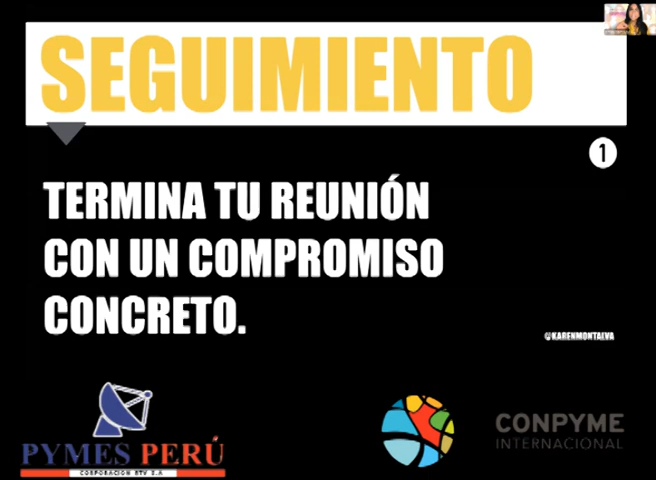 SEGUIMIENTO
1
TERMINA TU REUNIÓN
CON UN COMPROMISO
CONCRETO.
@KARENMONTALVA
PYMES PERÚ
CORPORACION RTV S.A
CONPYME
INTERNACIONAL